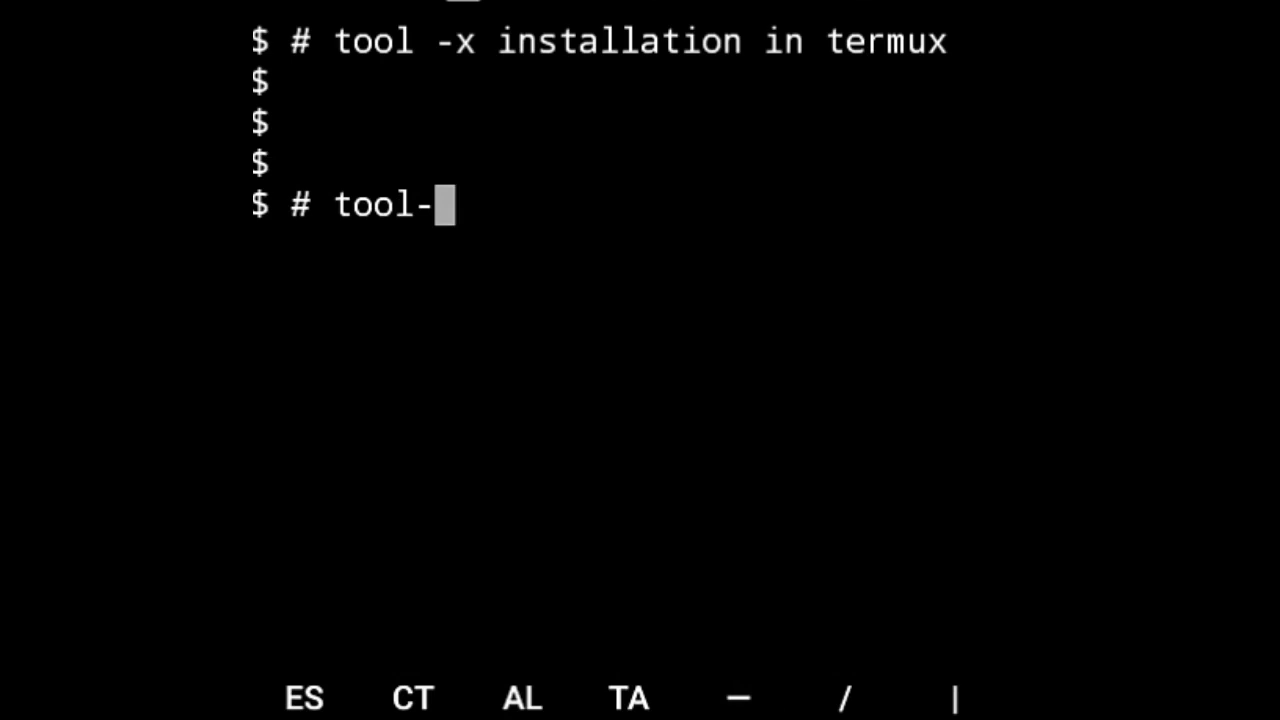 $ # tool -x installation in termux
$
$
$
$ # tool-
ES CT AL TA — / |